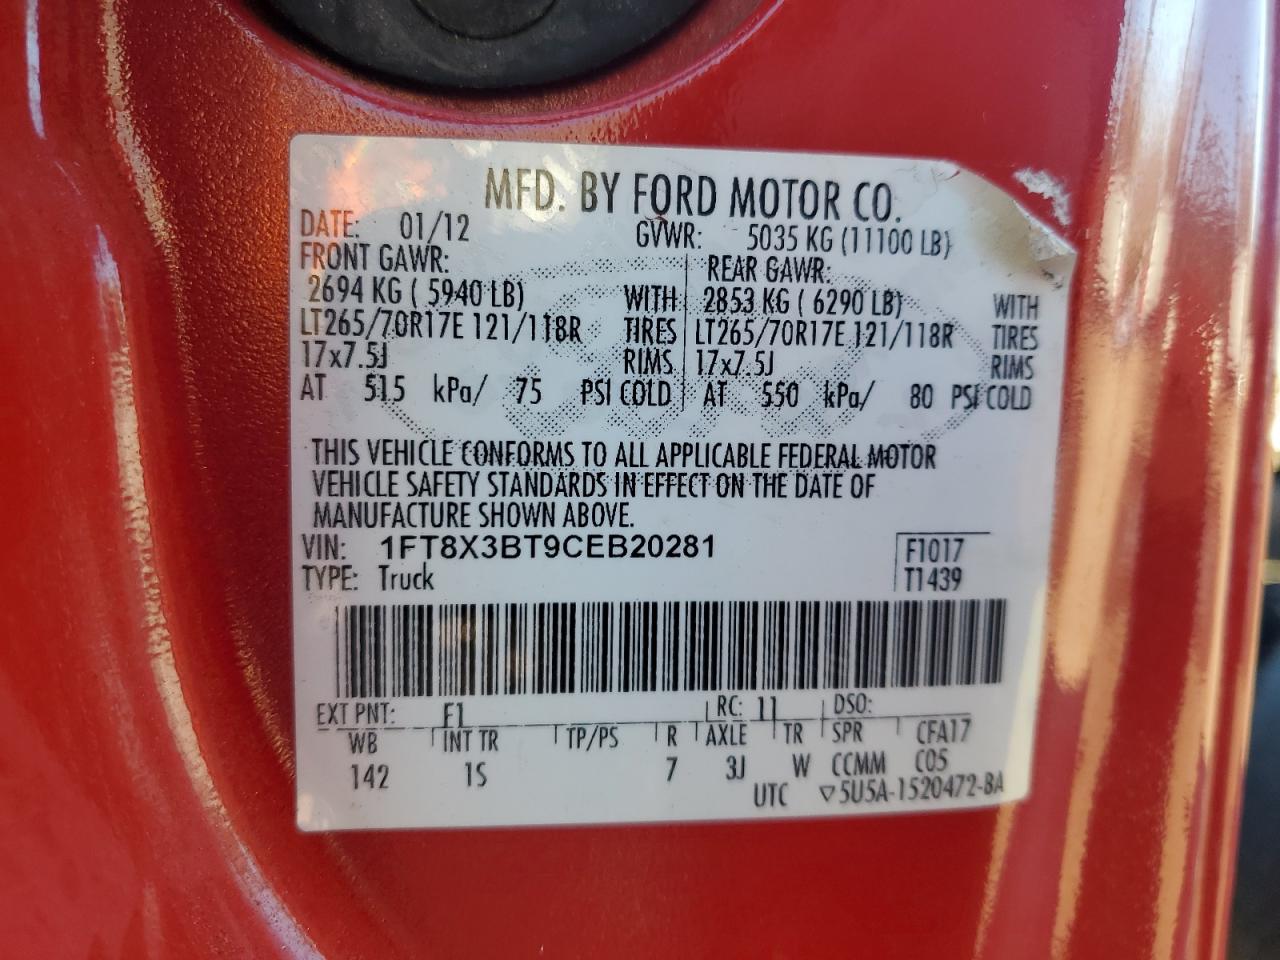 MFD. BY FORD MOTOR CO.
DATE: 01/12 GVWR: 5035 KG (11100 LB)
FRONT GAWR: REAR GAWR:
2694 KG ( 5940 LB) WITH 2853 KG ( 6290 LB) WITH
LT265/70R17E 121/118R TIRES LT265/70R17E 121/118R TIRES
17x7.5J RIMS 17x7.5J RIMS
AT 515 kPa/ 75 PSI COLD AT 550 kPa/ 80 PSI COLD
THIS VEHICLE CONFORMS TO ALL APPLICABLE FEDERAL MOTOR
VEHICLE SAFETY STANDARDS IN EFFECT ON THE DATE OF
MANUFACTURE SHOWN ABOVE.
VIN: 1FT8X3BT9CEB20281 F1017
TYPE: Truck T1439
EXT PNT: F1 RC: 11 DSO:
WB INT TR TP/PS R AXLE TR SPR CFA17
142 1S 7 3J W CCMM C05
UTC ▽5U5A-1520472-BA